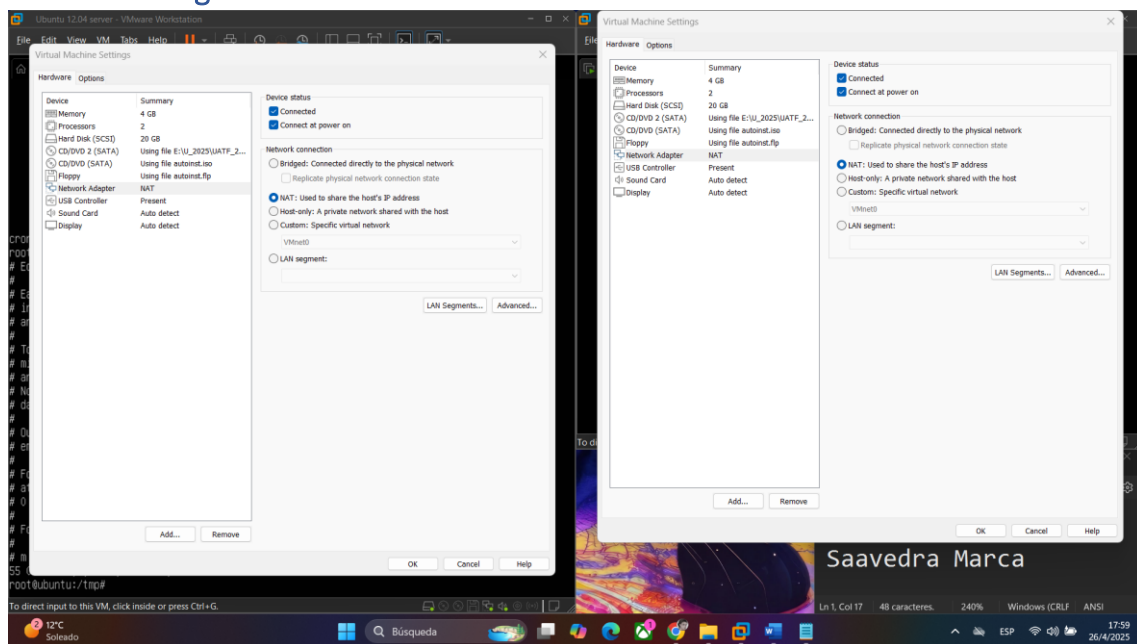 Ubuntu 12.04 server - VMware Workstation
File Edit View VM Tabs Help
Virtual Machine Settings
Hardware Options
Device Summary
Memory 4 GB
Processors 2
Hard Disk (SCSI) 20 GB
CD/DVD 2 (SATA) Using file E:\U_2025\UATF_2...
CD/DVD (SATA) Using file autoinst.iso
Floppy Using file autoinst.flp
Network Adapter NAT
USB Controller Present
Sound Card Auto detect
Display Auto detect
Add... Remove
Device status
Connected
Connect at power on
Network connection
Bridged: Connected directly to the physical network
Replicate physical network connection state
NAT: Used to share the host's IP address
Host-only: A private network shared with the host
Custom: Specific virtual network
VMnet0
LAN segment:
LAN Segments... Advanced...
OK Cancel Help
root@ubuntu:/tmp#
To direct input to this VM, click inside or press Ctrl+G.
Virtual Machine Settings
Hardware Options
Device Summary
Memory 4 GB
Processors 2
Hard Disk (SCSI) 20 GB
CD/DVD 2 (SATA) Using file E:\U_2025\UATF_2...
CD/DVD (SATA) Using file autoinst.iso
Floppy Using file autoinst.flp
Network Adapter NAT
USB Controller Present
Sound Card Auto detect
Display Auto detect
Add... Remove
Device status
Connected
Connect at power on
Network connection
Bridged: Connected directly to the physical network
Replicate physical network connection state
NAT: Used to share the host's IP address
Host-only: A private network shared with the host
Custom: Specific virtual network
VMnet0
LAN segment:
LAN Segments... Advanced...
OK Cancel Help
Saavedra Marca
Ln 1, Col 17 48 caracteres. 240% Windows (CRLF ANSI
2 12°C
Soleado
Búsqueda
ESP
17:59
26/4/2025